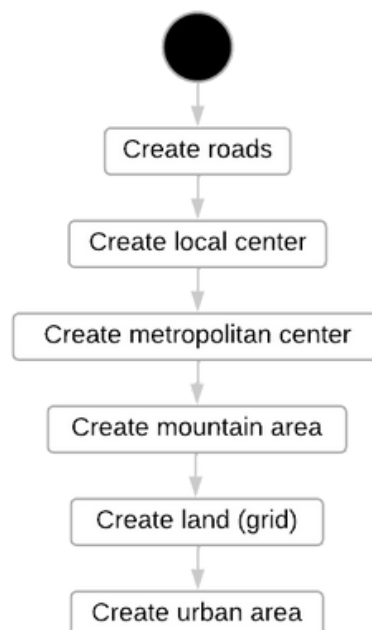 Create roads
Create local center
Create metropolitan center
Create mountain area
Create land (grid)
Create urban area